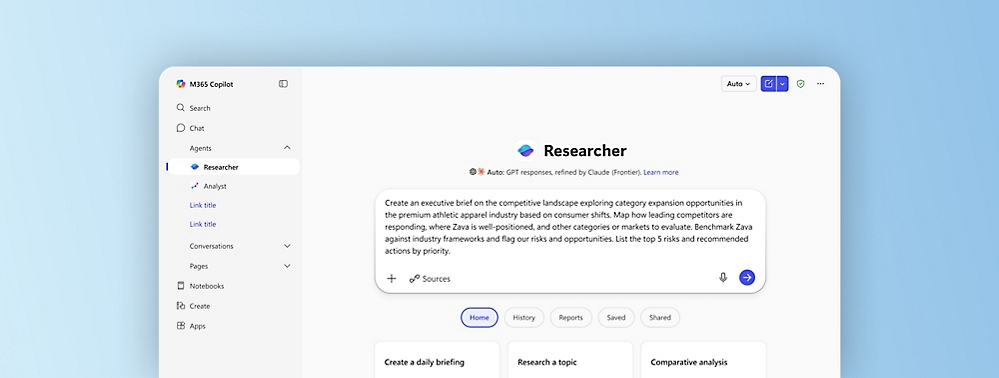 M365 Copilot
Search
Chat
Agents
Researcher
Analyst
Link title
Link title
Conversations
Pages
Notebooks
Create
Apps
Auto
Researcher
Auto: GPT responses, refined by Claude (Frontier). Learn more
Create an executive brief on the competitive landscape exploring category expansion opportunities in
the premium athletic apparel industry based on consumer shifts. Map how leading competitors are
responding, where Zava is well-positioned, and other categories or markets to evaluate. Benchmark Zava
against industry frameworks and flag our risks and opportunities. List the top 5 risks and recommended
actions by priority.
Sources
Home History Reports Saved Shared
Create a daily briefing Research a topic Comparative analysis